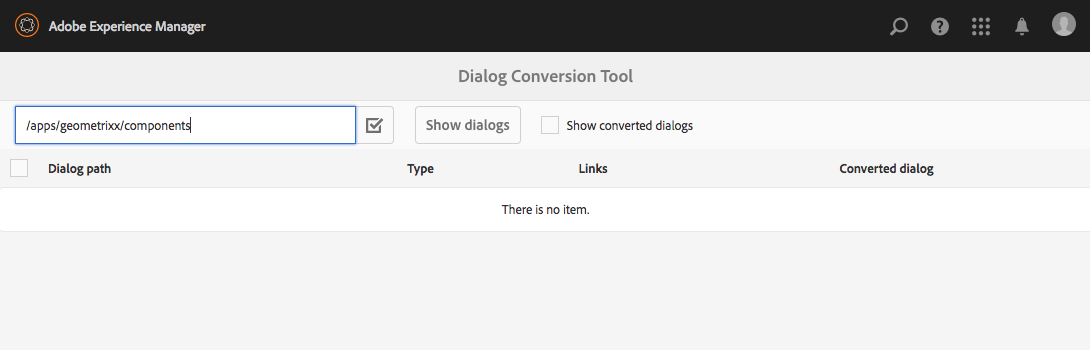 Adobe Experience Manager
Dialog Conversion Tool
/apps/geometrixx/components Show dialogs Show converted dialogs
Dialog path Type Links Converted dialog
There is no item.